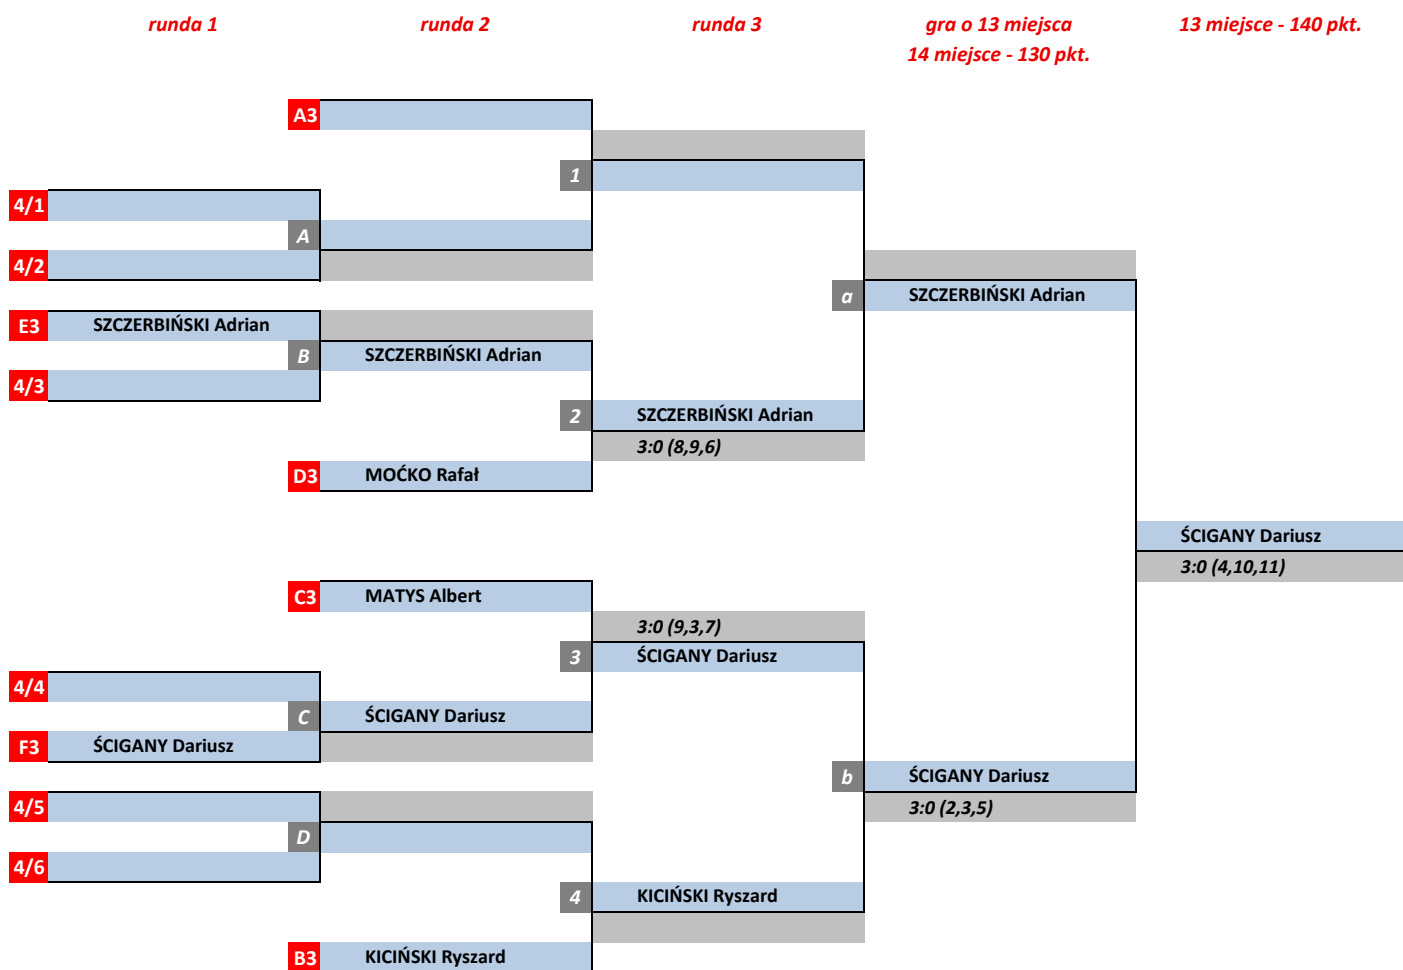 runda 1
runda 2
runda 3
gra o 13 miejsca
13 miejsce - 140 pkt.
14 miejsce - 130 pkt.
A3
1
4/1
A
4/2
a
SZCZERBIŃSKI Adrian
E3
SZCZERBIŃSKI Adrian
B
SZCZERBIŃSKI Adrian
4/3
2
SZCZERBIŃSKI Adrian
3:0 (8,9,6)
D3
MOĆKO Rafał
ŚCIGANY Dariusz
3:0 (4,10,11)
C3
MATYS Albert
3:0 (9,3,7)
3
ŚCIGANY Dariusz
4/4
C
ŚCIGANY Dariusz
F3
ŚCIGANY Dariusz
b
ŚCIGANY Dariusz
3:0 (2,3,5)
4/5
D
4/6
4
KICIŃSKI Ryszard
B3
KICIŃSKI Ryszard